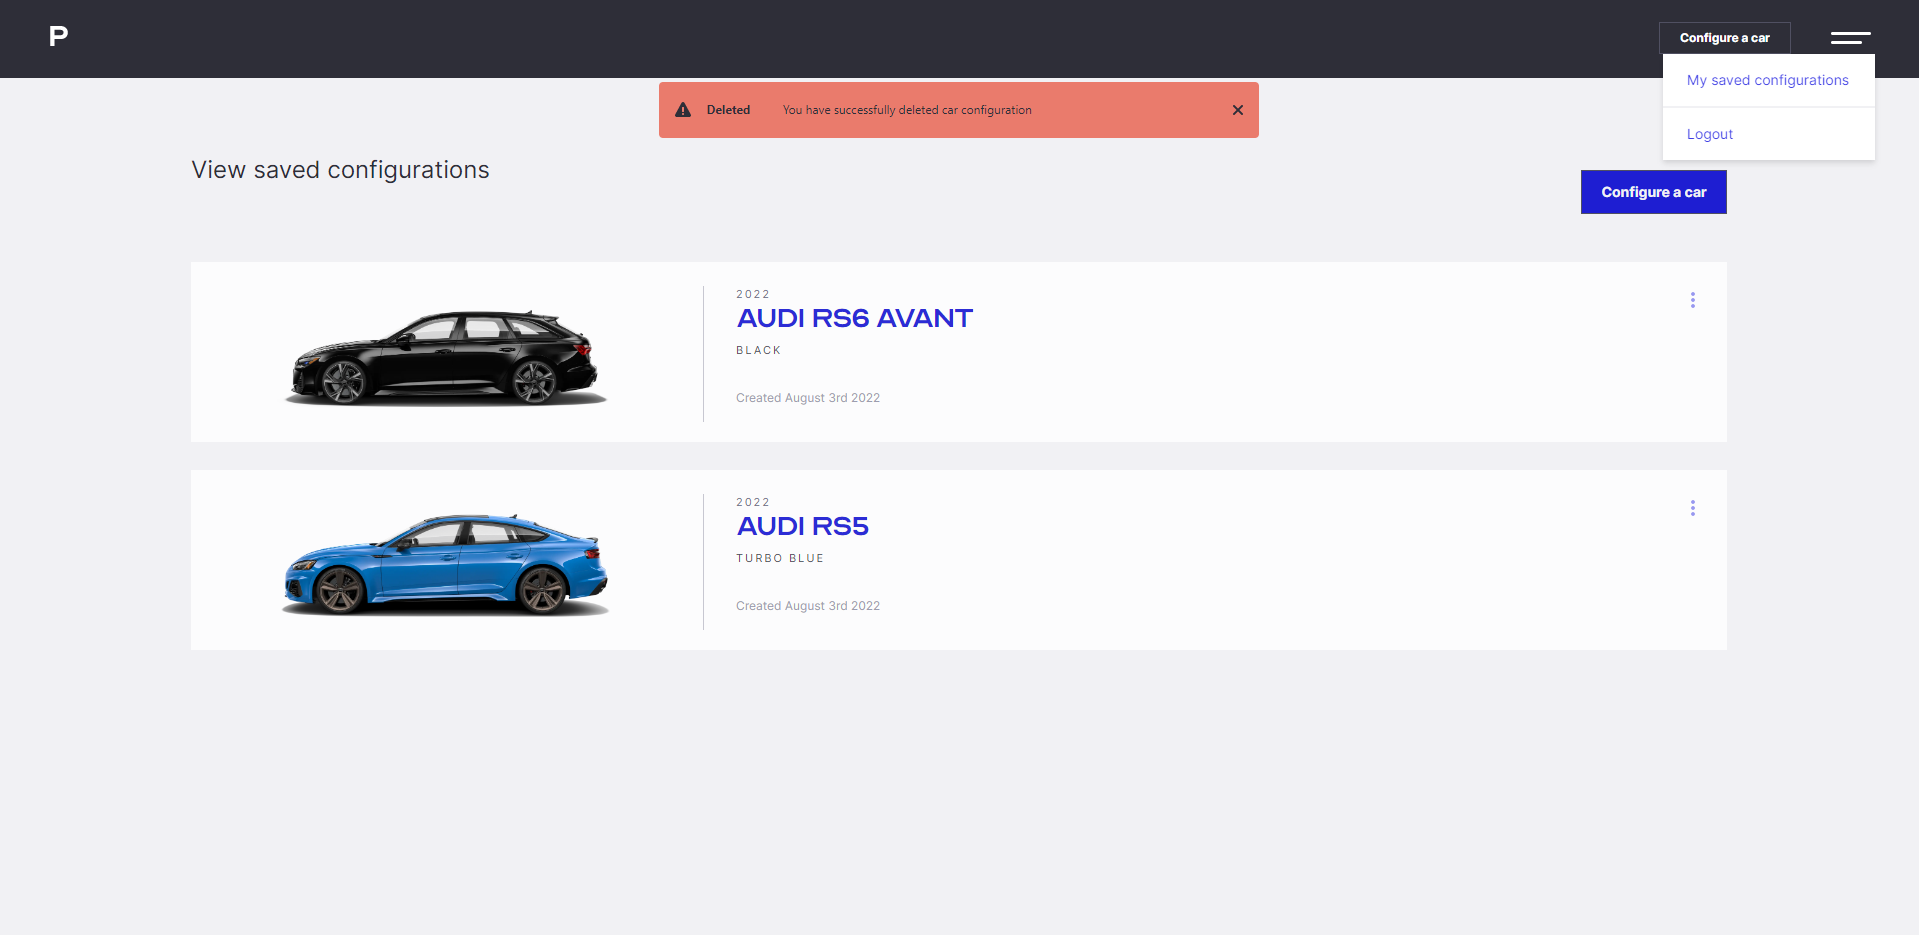 P
Configure a car
My saved configurations
Logout
Deleted You have successfully deleted car configuration
View saved configurations
Configure a car
2022
AUDI RS6 AVANT
BLACK
Created August 3rd 2022
2022
AUDI RS5
TURBO BLUE
Created August 3rd 2022